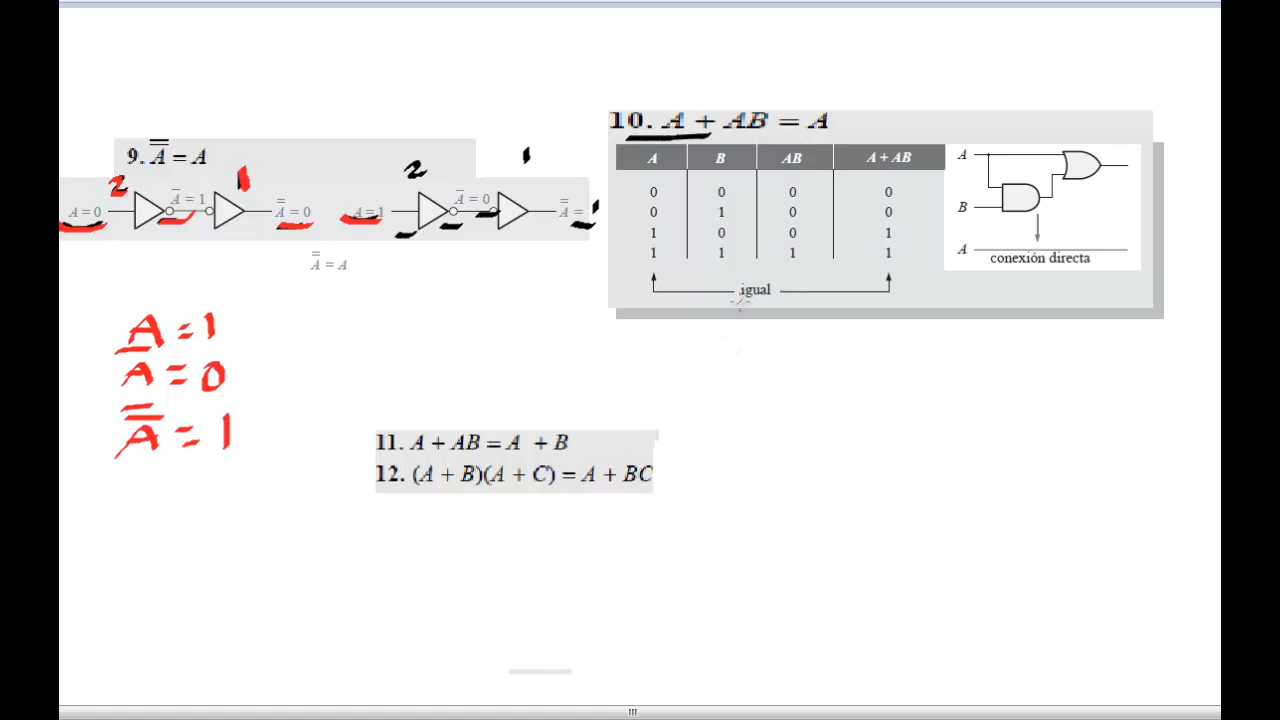 9. A̿ = A
2
1
A = 0
A̅ = 1
A̿ = 0
2
1
A = 1
A̅ = 0
A̿ = 1
A̿ = A
A = 1
A̅ = 0
A̿ = 1
10. A + AB = A
A B AB A + AB
0 0 0 0
0 1 0 0
1 0 0 1
1 1 1 1
igual
A
B
A
conexión directa
11. A + AB = A + B
12. (A + B)(A + C) = A + BC